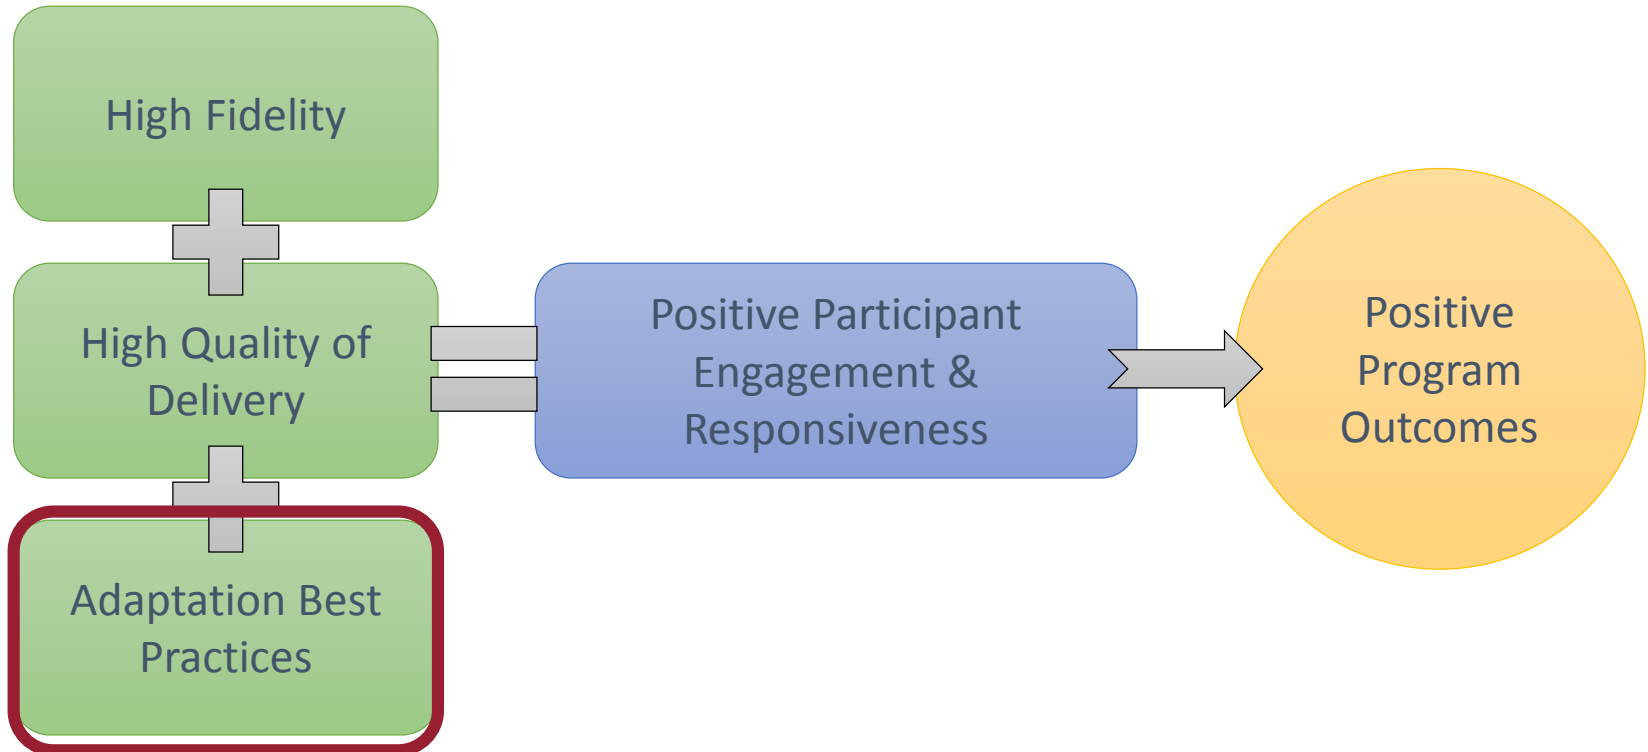 High Fidelity
High Quality of
Delivery
Adaptation Best
Practices
Positive Participant
Engagement &
Responsiveness
Positive
Program
Outcomes